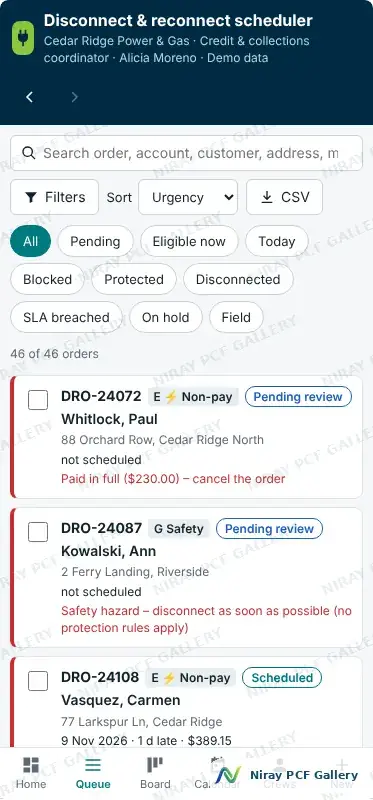 Disconnect & reconnect scheduler
Cedar Ridge Power & Gas · Credit & collections
coordinator · Alicia Moreno · Demo data
Search order, account, customer, address, m
Filters
Sort
Urgency
CSV
All
Pending
Eligible now
Today
Blocked
Protected
Disconnected
SLA breached
On hold
Field
46 of 46 orders
DRO-24072 E ⚡ Non-pay Pending review
Whitlock, Paul
88 Orchard Row, Cedar Ridge North
not scheduled
Paid in full ($230.00) – cancel the order
DRO-24087 G Safety Pending review
Kowalski, Ann
2 Ferry Landing, Riverside
not scheduled
Safety hazard – disconnect as soon as possible (no
protection rules apply)
DRO-24108 E ⚡ Non-pay Scheduled
Vasquez, Carmen
77 Larkspur Ln, Cedar Ridge
9 Nov 2026 · 1 d late · $389.15
Home
Queue
Board
Crews
New
Niray PCF Gallery
NIRAY PCF GALLERY